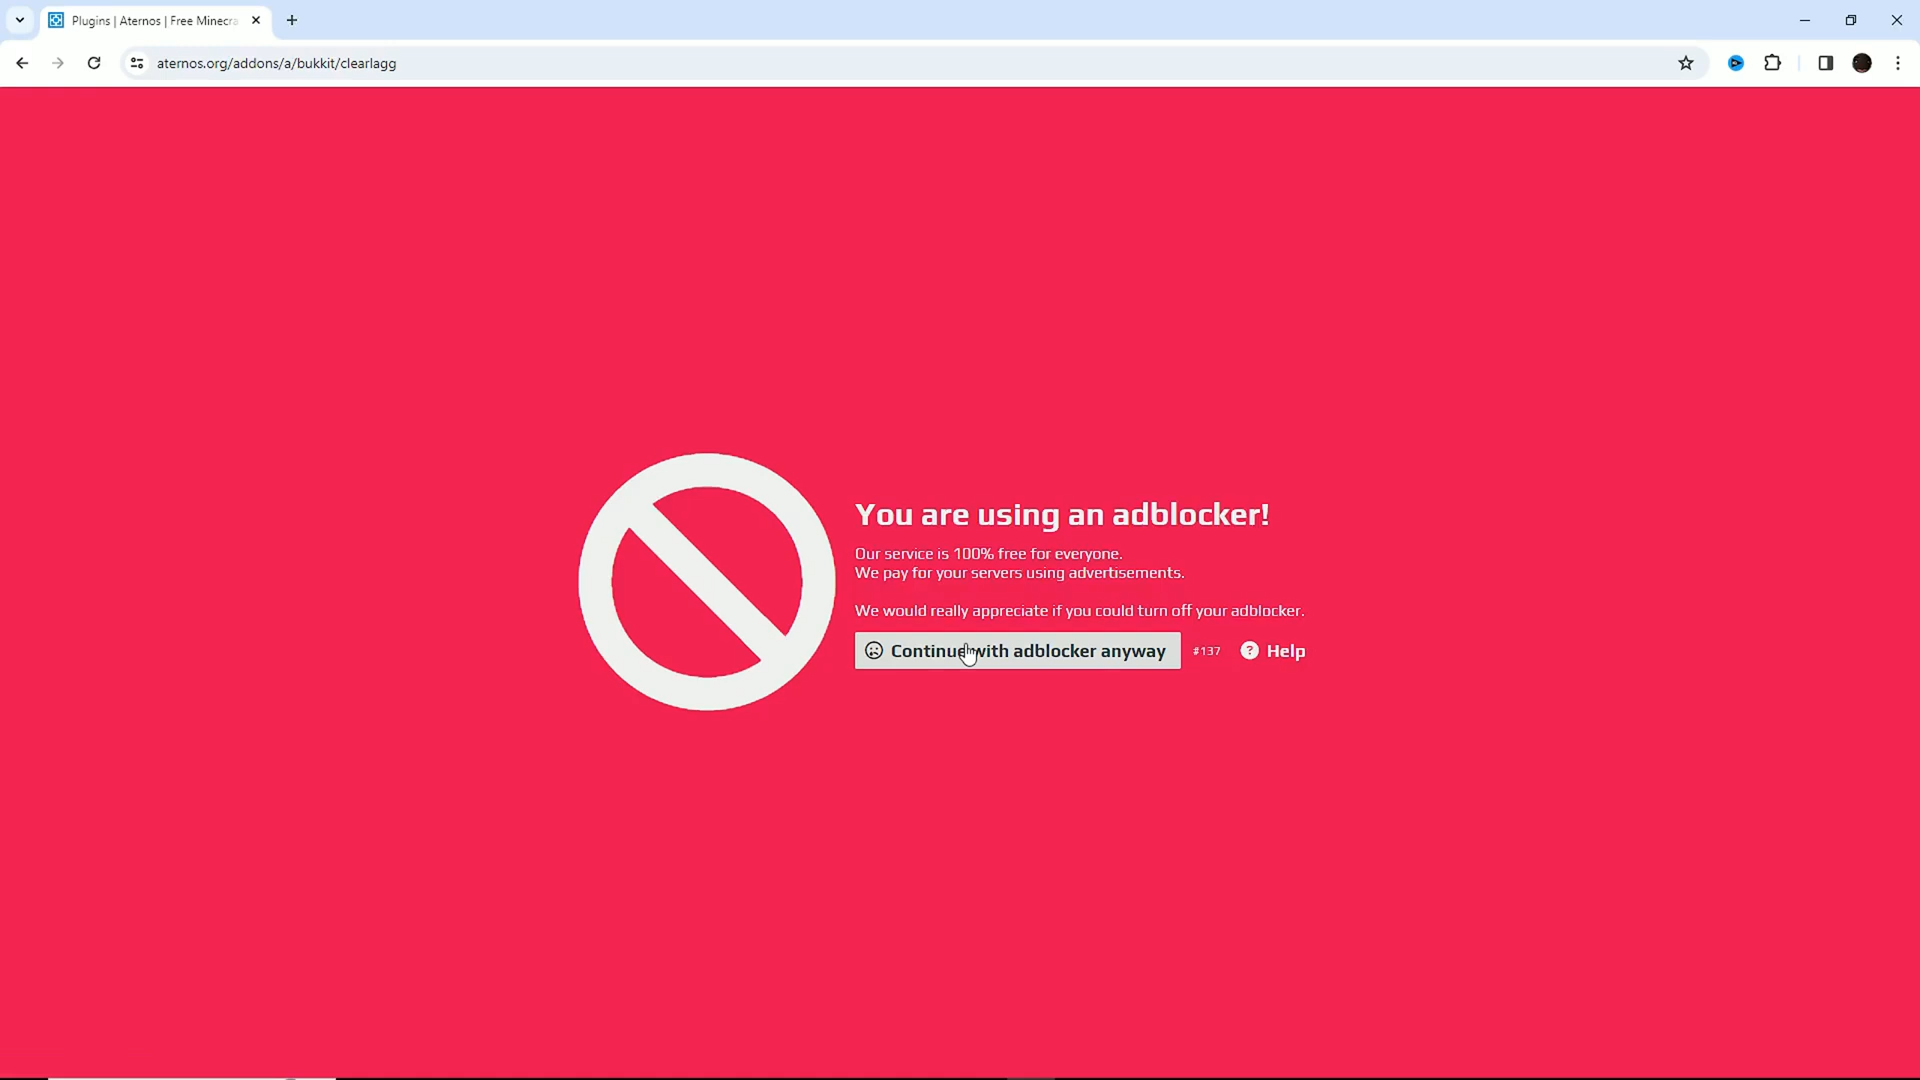 Plugins | Aternos | Free Minecra
aternos.org/addons/a/bukkit/clearlagg
You are using an adblocker!
Our service is 100% free for everyone.
We pay for your servers using advertisements.
We would really appreciate if you could turn off your adblocker.
Continue with adblocker anyway #137 ? Help